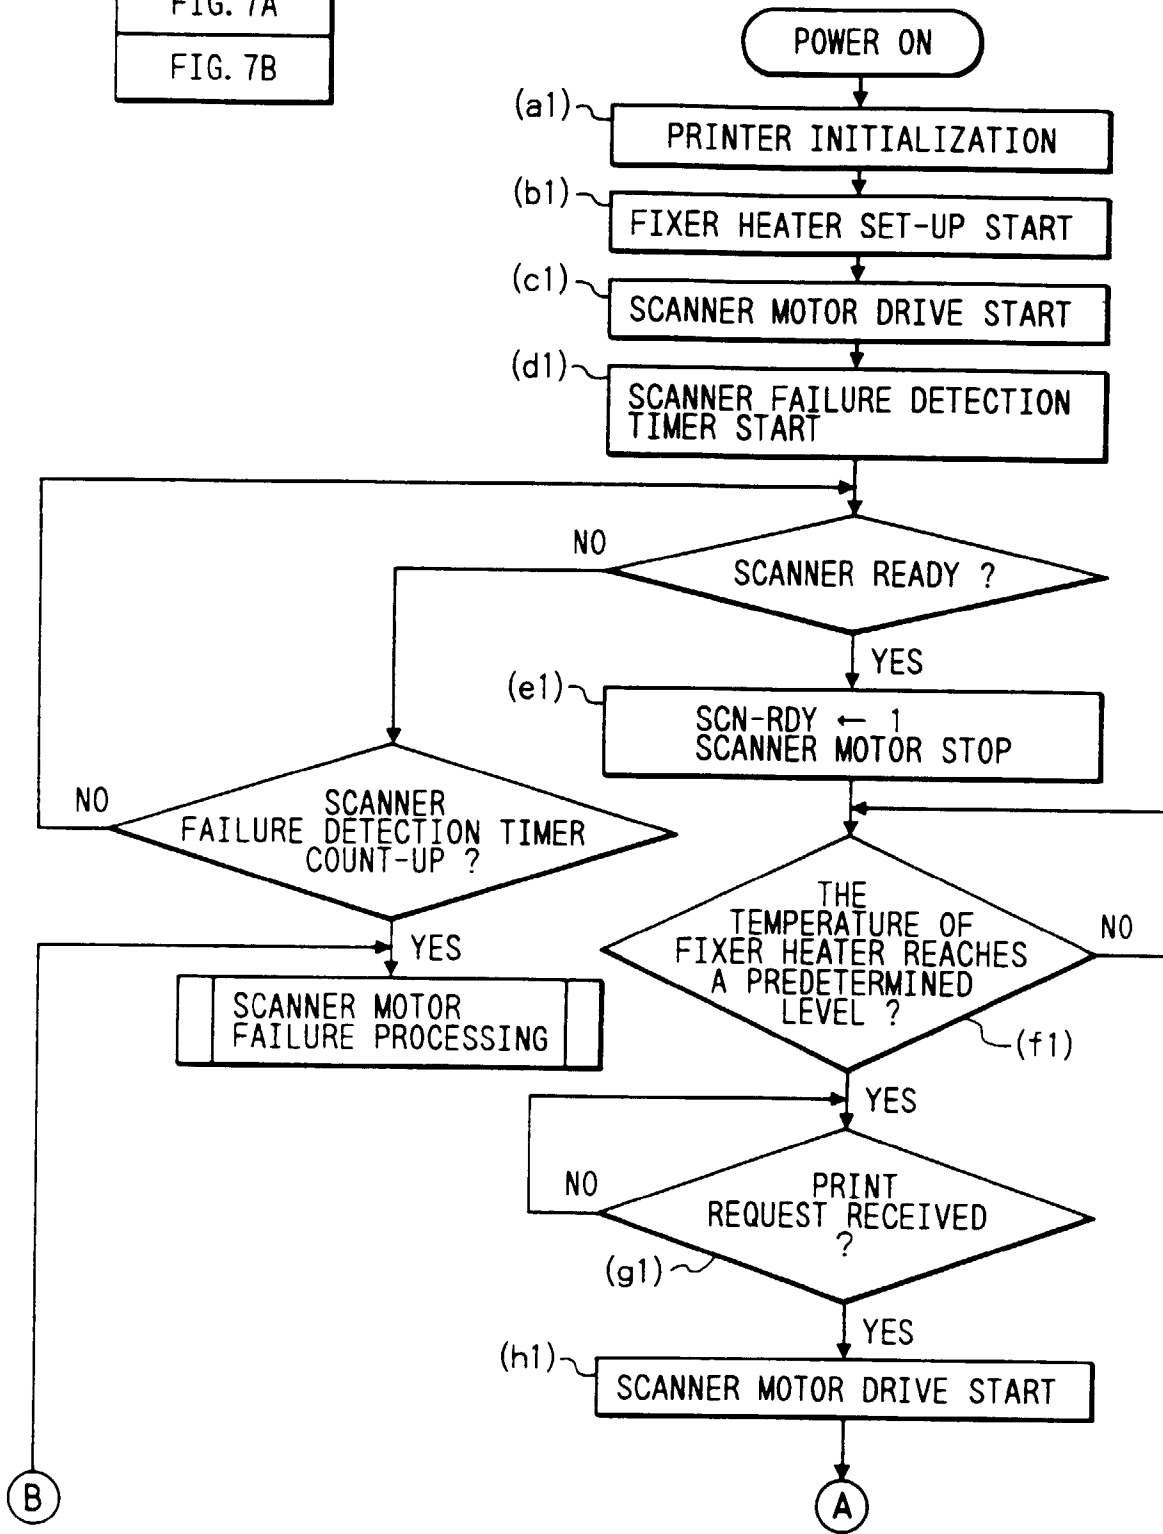 FIG. 7A
FIG. 7B
POWER ON
(a1)
PRINTER INITIALIZATION
(b1)
FIXER HEATER SET-UP START
(c1)
SCANNER MOTOR DRIVE START
(d1)
SCANNER FAILURE DETECTION
TIMER START
NO
SCANNER READY ?
YES
(e1)
SCN-RDY ← 1
SCANNER MOTOR STOP
NO
SCANNER
FAILURE DETECTION TIMER
COUNT-UP ?
YES
SCANNER MOTOR
FAILURE PROCESSING
THE
TEMPERATURE OF
FIXER HEATER REACHES
A PREDETERMINED
LEVEL ?
NO
(f1)
YES
NO
PRINT
REQUEST RECEIVED
?
(g1)
YES
(h1)
SCANNER MOTOR DRIVE START
B
A